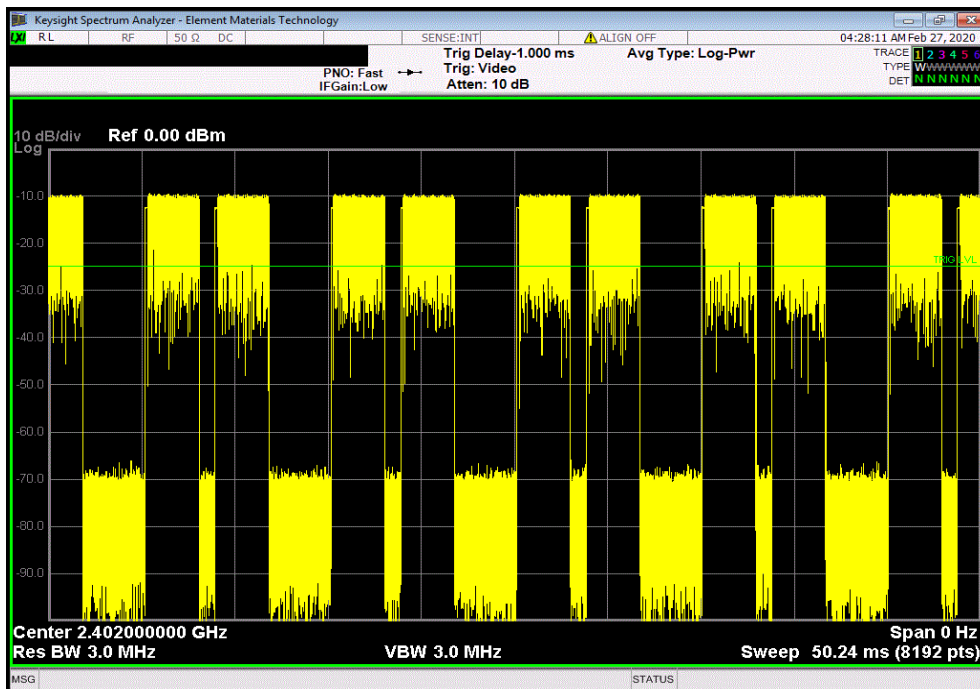 Keysight Spectrum Analyzer - Element Materials Technology
LXI RL RF 50 Ω DC SENSE:INT ALIGN OFF 04:28:11 AM Feb 27, 2020
Trig Delay-1.000 ms Avg Type: Log-Pwr TRACE 1 2 3 4 5 6
PNO: Fast Trig: Video TYPE WWWWWW
IFGain:Low Atten: 10 dB DET N N N N N N
10 dB/div Ref 0.00 dBm
Log
-10.0
-20.0
TRIG LVL
-30.0
-40.0
-50.0
-60.0
-70.0
-80.0
-90.0
Center 2.402000000 GHz Span 0 Hz
Res BW 3.0 MHz VBW 3.0 MHz Sweep 50.24 ms (8192 pts)
MSG STATUS